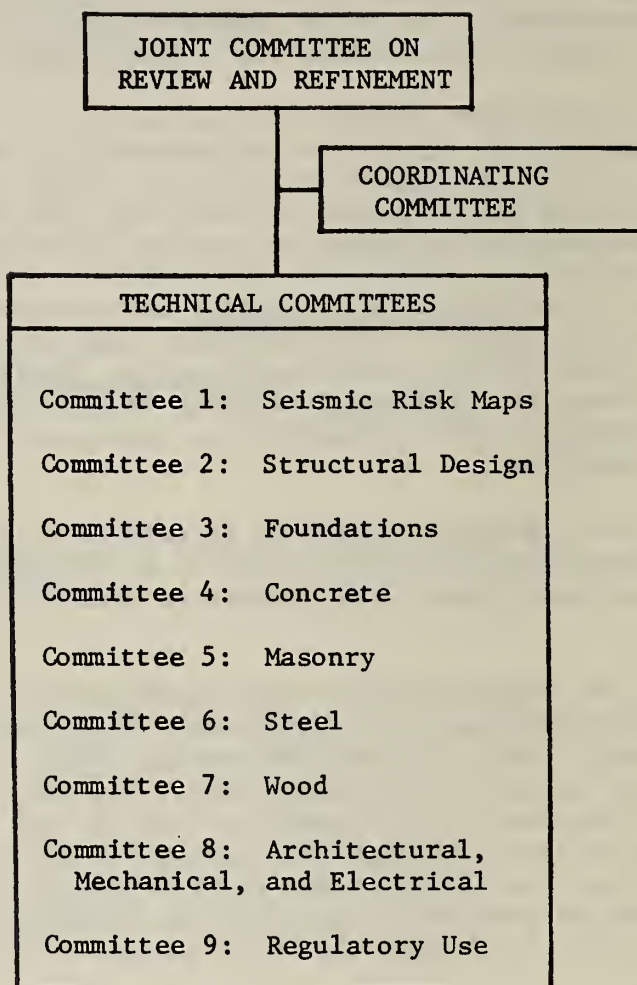 JOINT COMMITTEE ON
REVIEW AND REFINEMENT
COORDINATING
COMMITTEE
TECHNICAL COMMITTEES
Committee 1: Seismic Risk Maps
Committee 2: Structural Design
Committee 3: Foundations
Committee 4: Concrete
Committee 5: Masonry
Committee 6: Steel
Committee 7: Wood
Committee 8: Architectural,
Mechanical, and Electrical
Committee 9: Regulatory Use